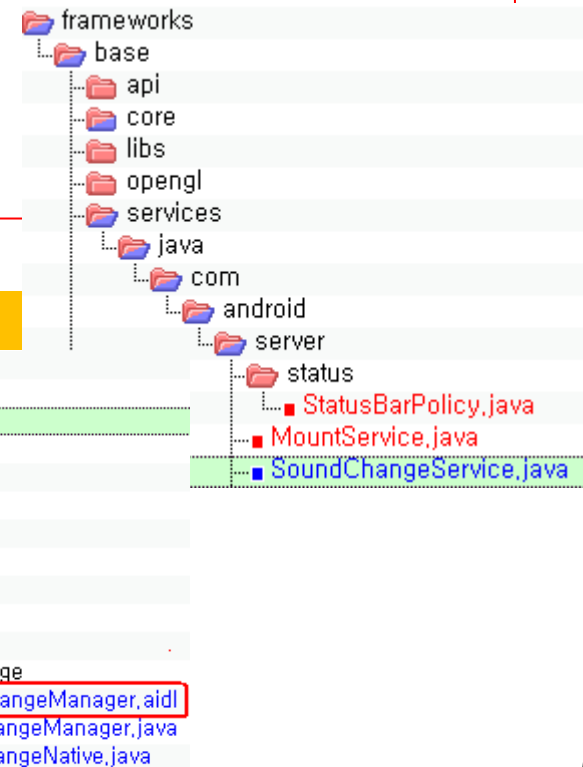 frameworks
base
api
core
libs
opengl
services
java
com
android
server
status
StatusBarPolicy,java
MountService,java
SoundChangeService,java
ge
angeManager,aidl
angeManager,java
angeNative,java